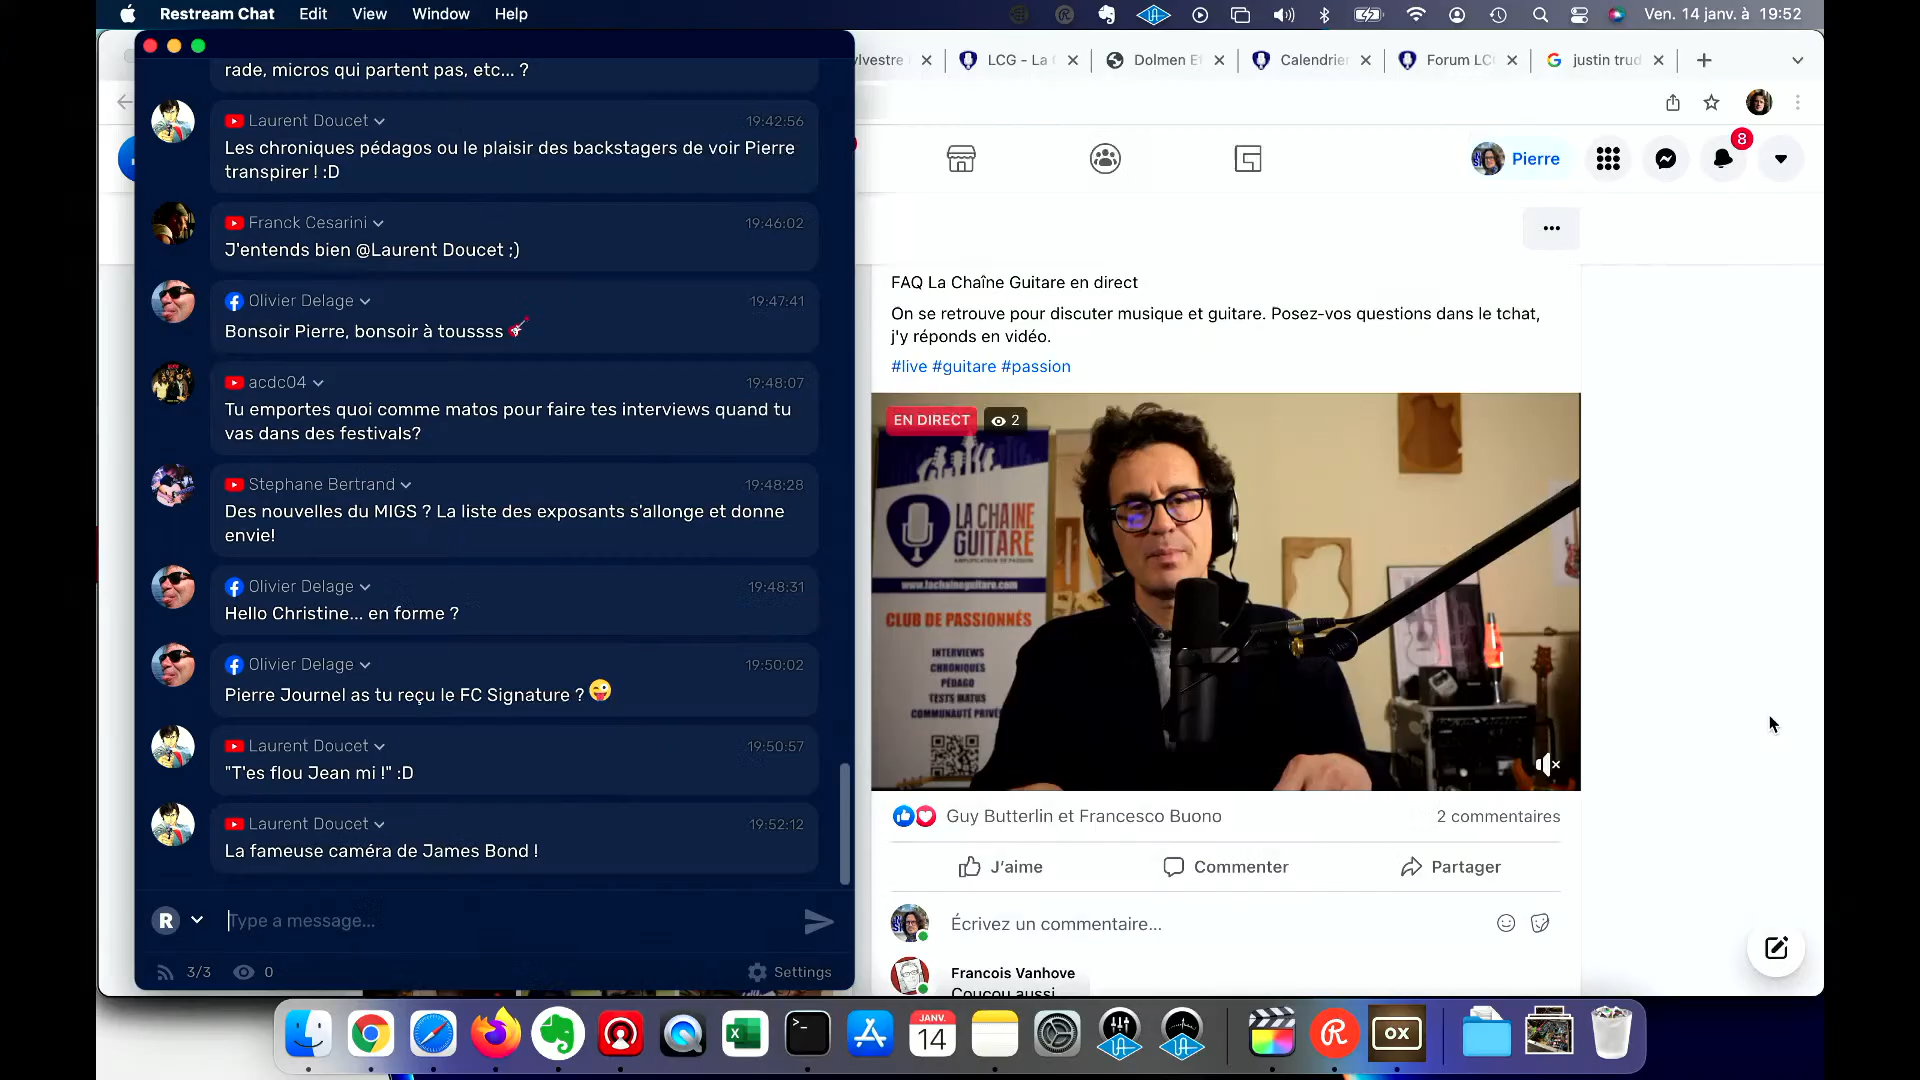 Restream Chat Edit View Window Help
Ven. 14 janv. à 19:52
ylvestre
LCG - La
Dolmen
Calendrier
Forum LC
justin trud
rade, micros qui partent pas, etc... ?
Laurent Doucet
19:42:56
Les chroniques pédagos ou le plaisir des backstagers de voir Pierre
transpirer ! :D
Franck Cesarini
19:46:02
J'entends bien @Laurent Doucet ;)
Olivier Delage
19:47:41
Bonsoir Pierre, bonsoir à toussss 🎸
acdc04
19:48:07
Tu emportes quoi comme matos pour faire tes interviews quand tu
vas dans des festivals?
Stephane Bertrand
19:48:28
Des nouvelles du MIGS ? La liste des exposants s'allonge et donne
envie!
Olivier Delage
19:48:31
Hello Christine... en forme ?
Olivier Delage
19:50:02
Pierre Journel as tu reçu le FC Signature ? 😜
Laurent Doucet
19:50:57
"T'es flou Jean mi !" :D
Laurent Doucet
19:52:12
La fameuse caméra de James Bond !
R
Type a message...
3/3
0
Settings
Pierre
8
FAQ La Chaîne Guitare en direct
On se retrouve pour discuter musique et guitare. Posez-vos questions dans le tchat,
j'y réponds en vidéo.
#live #guitare #passion
EN DIRECT
2
LA CHAINE
GUITARE
AMPLIFICATEUR DE PASSION
www.lachaineguitare.com
CLUB DE PASSIONNÉS
INTERVIEWS
CHRONIQUES
PÉDAGO
TESTS MATOS
COMMUNAUTÉ PRIVÉE
Guy Butterlin et Francesco Buono
2 commentaires
J'aime
Commenter
Partager
Écrivez un commentaire...
Francois Vanhove
Coucou aussi
JANV.
14
OX